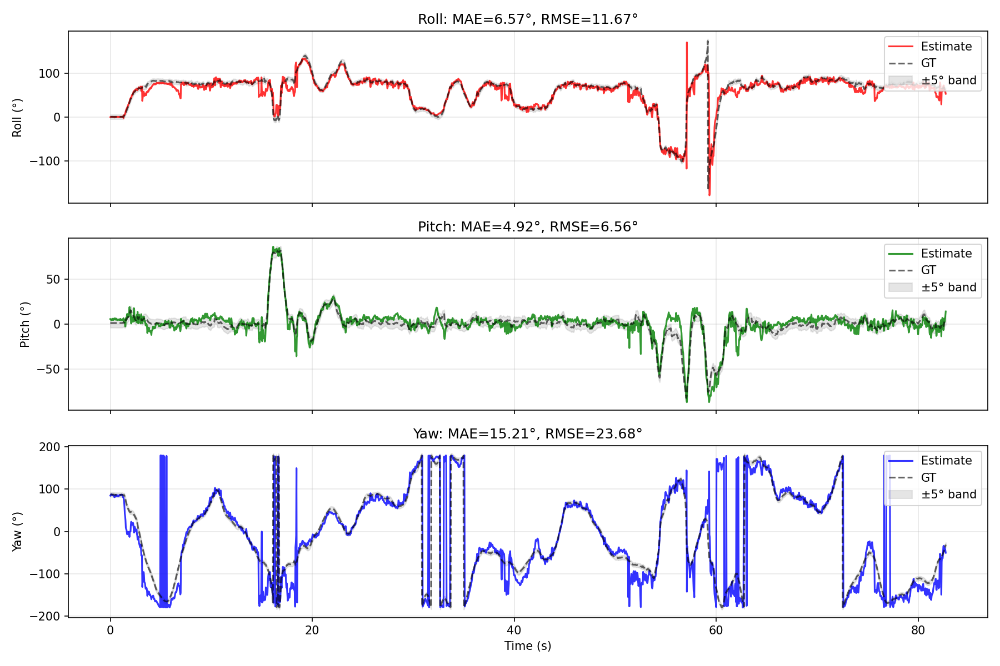 Roll: MAE=6.57°, RMSE=11.67°
Roll (°)
100
0
−100
Estimate
GT
±5° band
Pitch: MAE=4.92°, RMSE=6.56°
Pitch (°)
50
0
−50
Estimate
GT
±5° band
Yaw: MAE=15.21°, RMSE=23.68°
Yaw (°)
200
100
0
−100
−200
Estimate
GT
±5° band
0 20 40 60 80
Time (s)